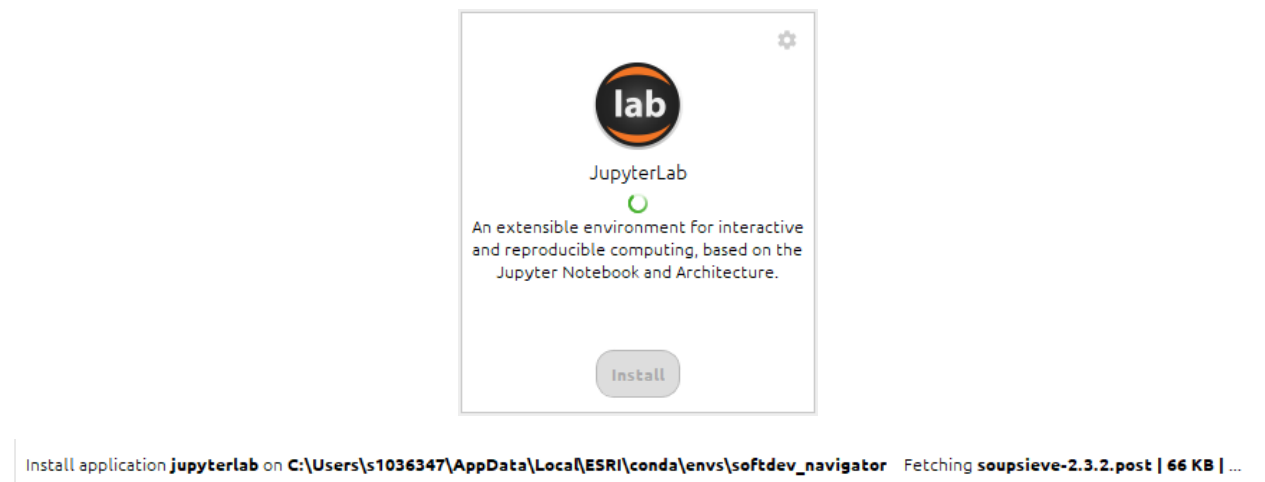 lab
JupyterLab
An extensible environment for interactive
and reproducible computing, based on the
Jupyter Notebook and Architecture.
Install
Install application jupyterlab on C:\Users\s1036347\AppData\Local\ESRI\conda\envs\softdev_navigator Fetching soupsieve-2.3.2.post | 66 KB | ...